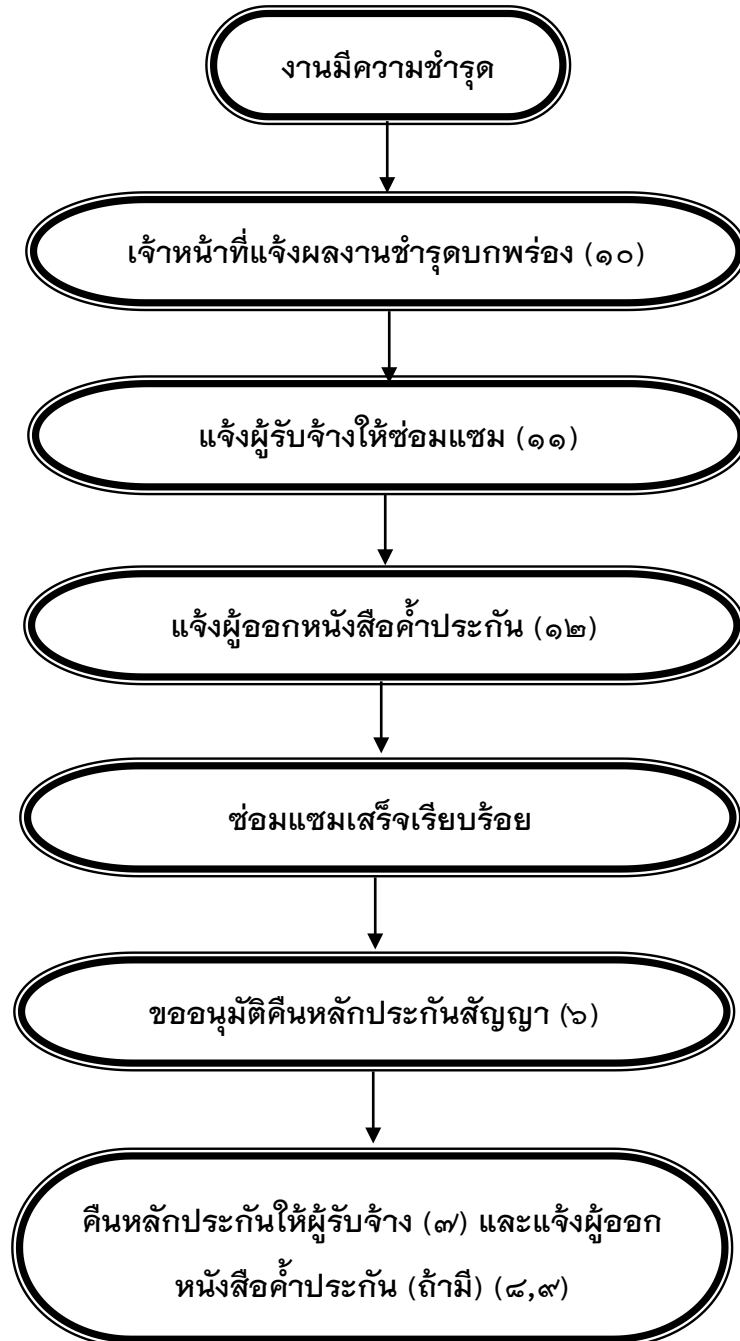 งานมีความชำรุด
เจ้าหน้าที่แจ้งผลงานชำรุดบกพร่อง (๑๐)
แจ้งผู้รับจ้างให้ซ่อมแซม (๑๑)
แจ้งผู้ออกหนังสือค้ำประกัน (๑๒)
ซ่อมแซมเสร็จเรียบร้อย
ขออนุมัติคืนหลักประกันสัญญา (๖)
คืนหลักประกันให้ผู้รับจ้าง (๗) และแจ้งผู้ออก
หนังสือค้ำประกัน (ถ้ามี) (๘,๙)